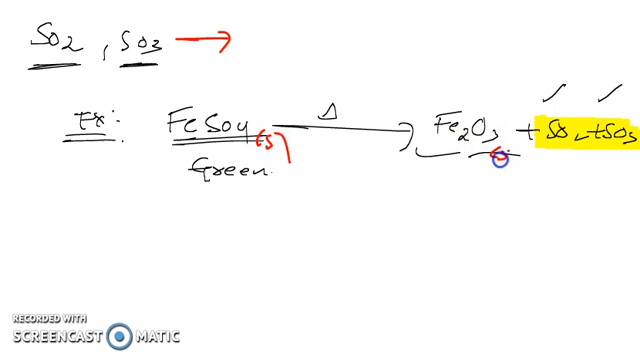 SO2 , SO3 →
Ex: FeSO4(s) —Δ→ Fe2O3(s) + SO2 + SO3
Green
RECORDED WITH
SCREENCAST MATIC